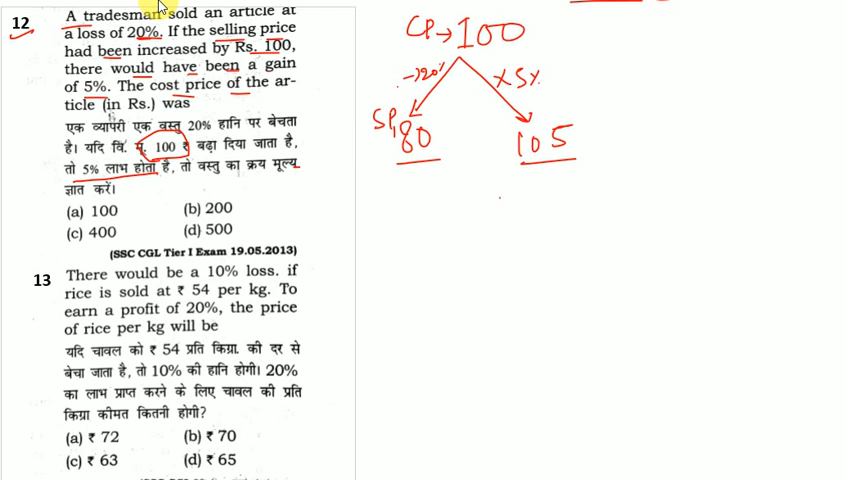 12
A tradesman sold an article at
a loss of 20%. If the selling price
had been increased by Rs. 100,
there would have been a gain
of 5%. The cost price of the ar-
ticle (in Rs.) was
एक व्यापरी एक वस्तु 20% हानि पर बेचता
है। यदि वि. मू. 100 ₹ बढ़ा दिया जाता है,
तो 5% लाभ होता है, तो वस्तु का क्रय मूल्य
ज्ञात करें।
(a) 100 (b) 200
(c) 400 (d) 500
(SSC CGL Tier I Exam 19.05.2013)
13
There would be a 10% loss. if
rice is sold at ₹ 54 per kg. To
earn a profit of 20%, the price
of rice per kg will be
यदि चावल को ₹ 54 प्रति किग्रा. की दर से
बेचा जाता है, तो 10% की हानि होगी। 20%
का लाभ प्राप्त करने के लिए चावल की प्रति
किग्रा कीमत कितनी होगी?
(a) ₹ 72 (b) ₹ 70
(c) ₹ 63 (d) ₹ 65
CP→100
20% 5%
SP 80 105